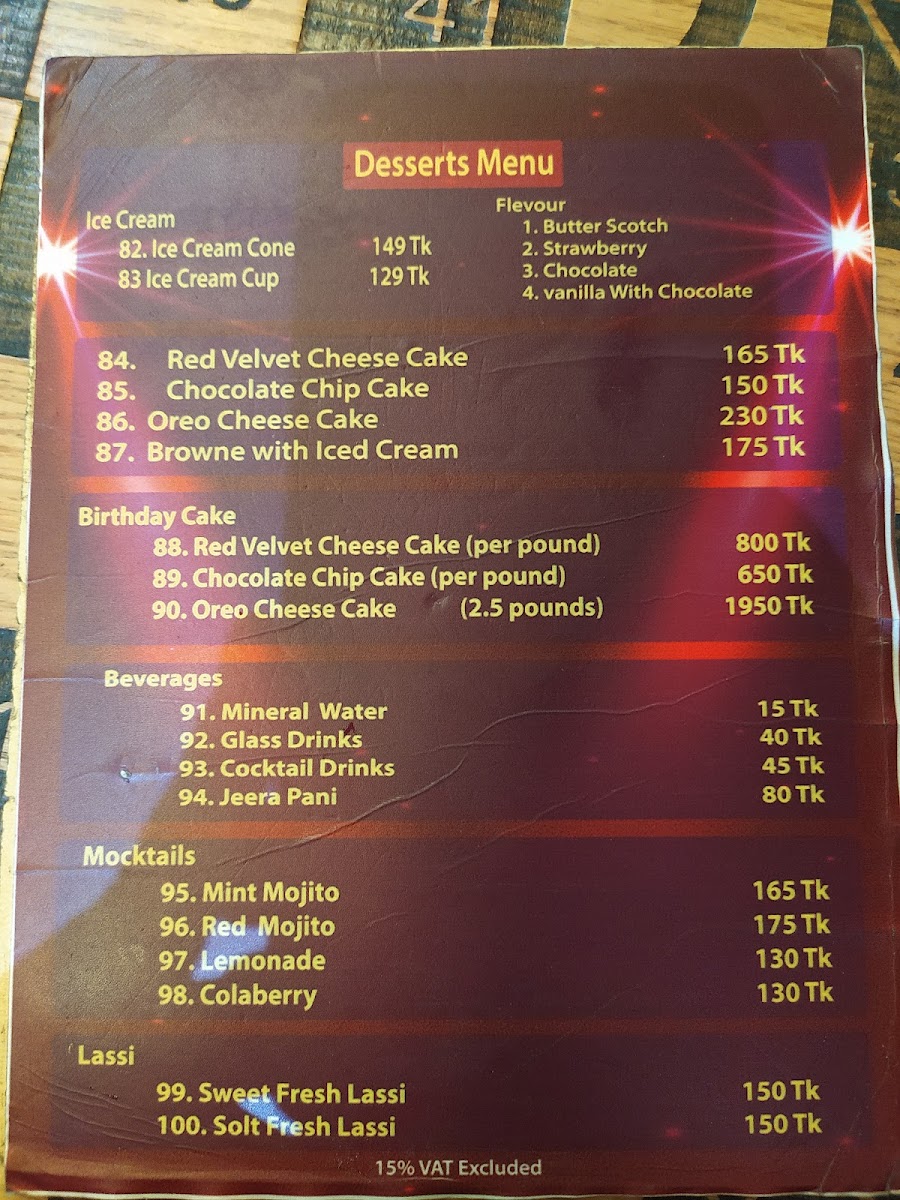 Desserts Menu
Ice Cream
82. Ice Cream Cone 149 Tk
83 Ice Cream Cup 129 Tk
Flevour
1. Butter Scotch
2. Strawberry
3. Chocolate
4. vanilla With Chocolate
84. Red Velvet Cheese Cake 165 Tk
85. Chocolate Chip Cake 150 Tk
86. Oreo Cheese Cake 230 Tk
87. Browne with Iced Cream 175 Tk
Birthday Cake
88. Red Velvet Cheese Cake (per pound) 800 Tk
89. Chocolate Chip Cake (per pound) 650 Tk
90. Oreo Cheese Cake (2.5 pounds) 1950 Tk
Beverages
91. Mineral Water 15 Tk
92. Glass Drinks 40 Tk
93. Cocktail Drinks 45 Tk
94. Jeera Pani 80 Tk
Mocktails
95. Mint Mojito 165 Tk
96. Red Mojito 175 Tk
97. Lemonade 130 Tk
98. Colaberry 130 Tk
Lassi
99. Sweet Fresh Lassi 150 Tk
100. Solt Fresh Lassi 150 Tk
15% VAT Excluded